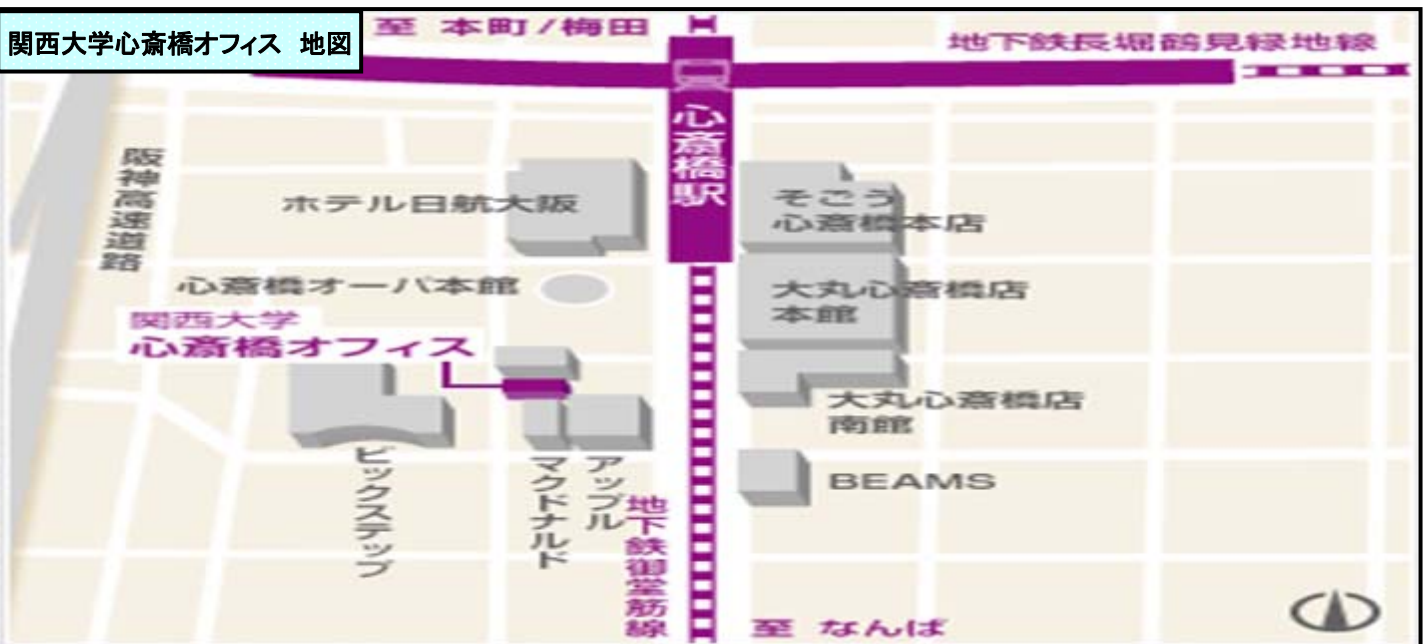 関西大学心斎橋オフィス 地図
至 本町/梅田
地下鉄長堀鶴見緑地線
心斎橋駅
阪神高速道路
ホテル日航大阪
そごう
心斎橋本店
心斎橋オーパ本館
大丸心斎橋店
本館
関西大学
心斎橋オフィス
大丸心斎橋店
南館
ビックステップ
マクドナルド
アップル
BEAMS
地下鉄御堂筋線
至 なんば